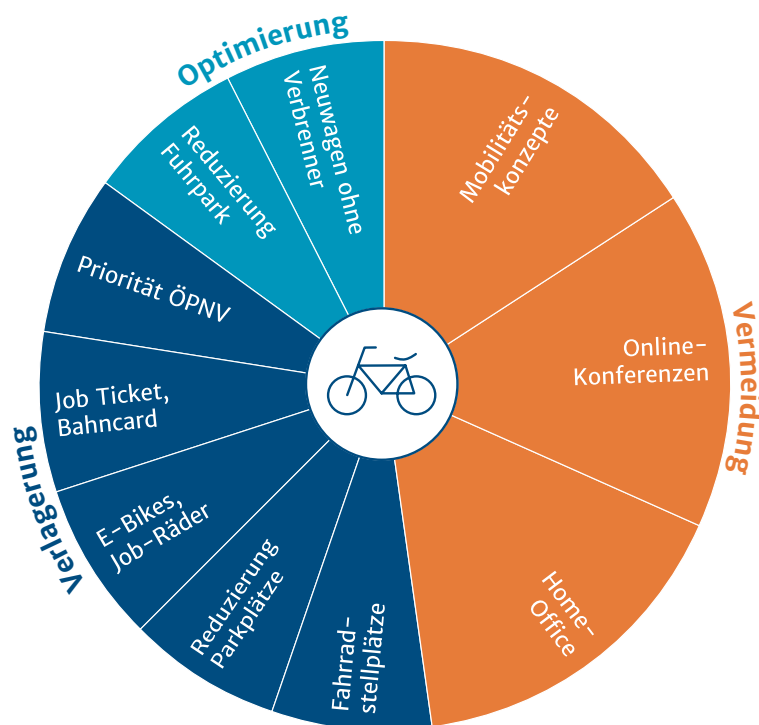 Optimierung
Neuwagen ohne
Verbrenner
Reduzierung
Fuhrpark
Mobilitäts-
konzepte
Online-
Konferenzen
Home-
Office
Vermeidung
Priorität ÖPNV
Job Ticket,
Bahncard
E-Bikes,
Job-Räder
Reduzierung
Parkplätze
Fahrrad-
stellplätze
Verlagerung